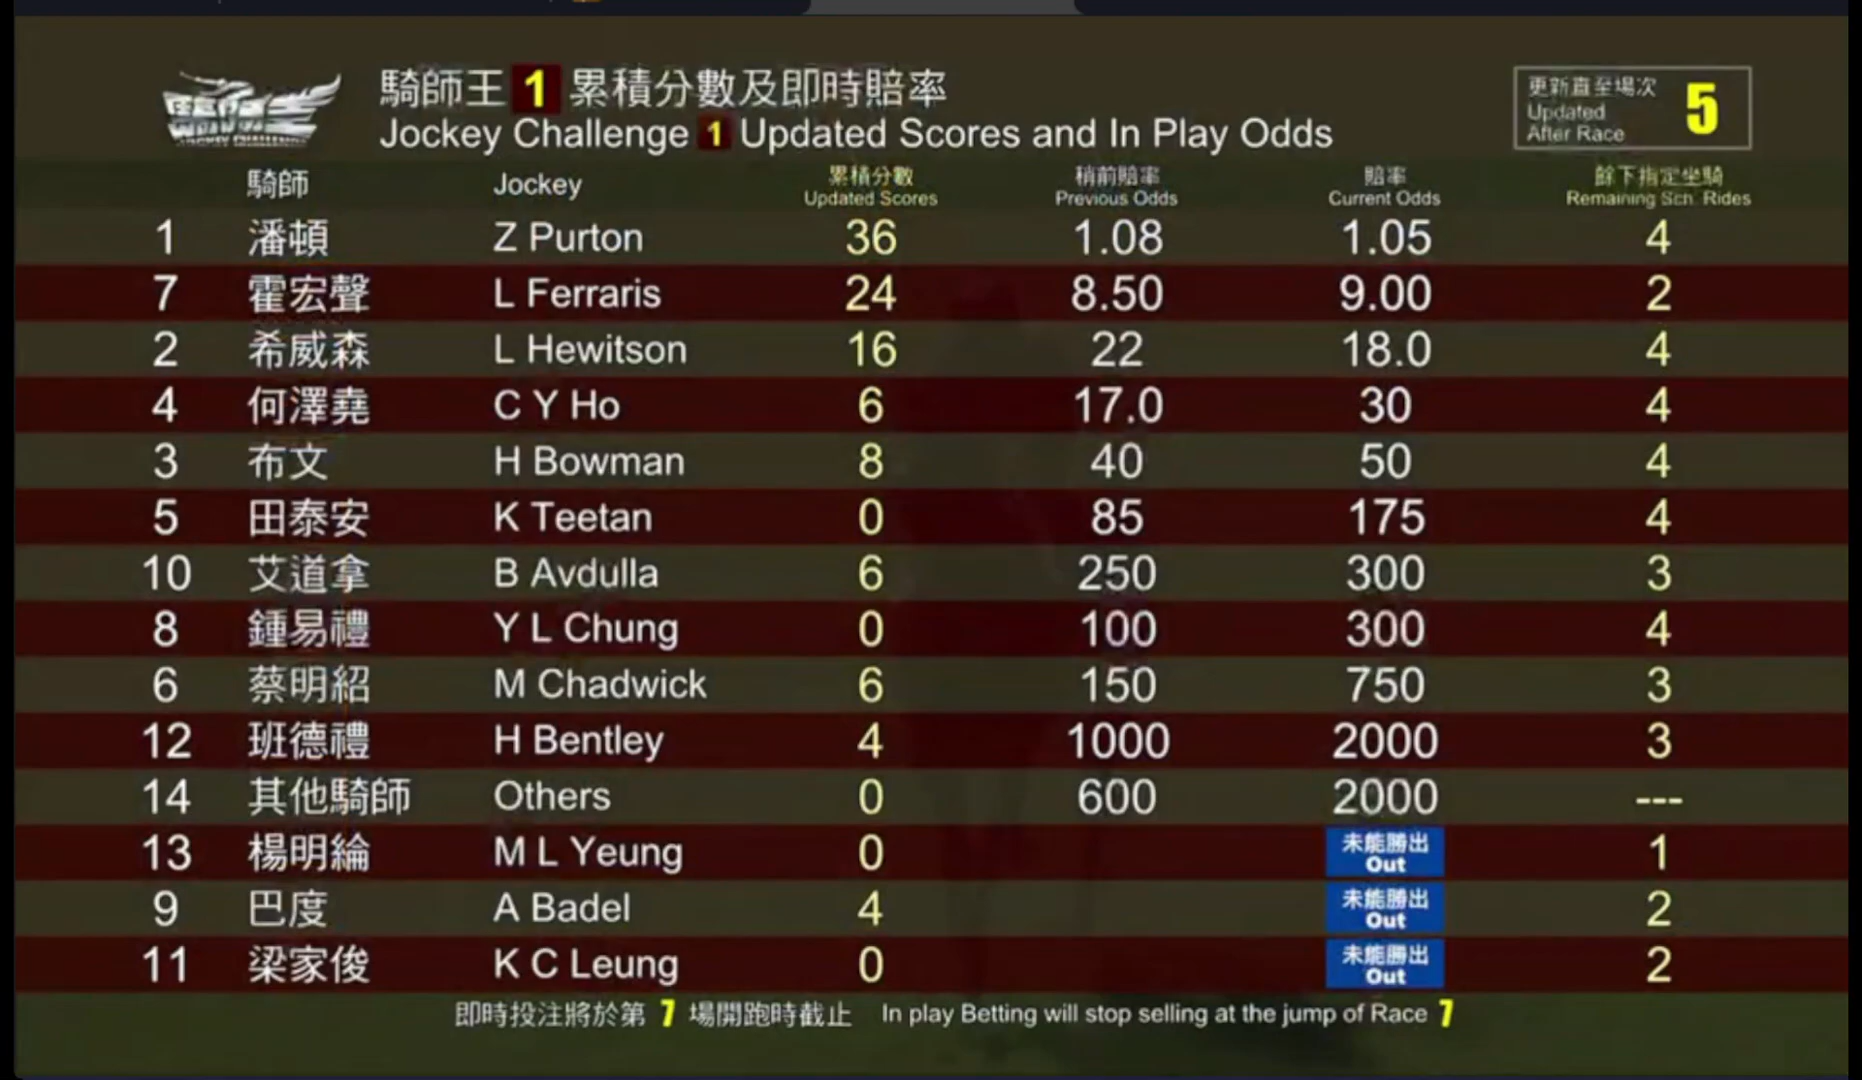 騎師王 1 累積分數及即時賠率
Jockey Challenge 1 Updated Scores and In Play Odds
JOCKEY CHALLENGE
更新直至場次 5
Updated
After Race
騎師 Jockey 累積分數 稍前賠率 賠率 餘下指定坐騎
Updated Scores Previous Odds Current Odds Remaining Sch. Rides
1 潘頓 Z Purton 36 1.08 1.05 4
7 霍宏聲 L Ferraris 24 8.50 9.00 2
2 希威森 L Hewitson 16 22 18.0 4
4 何澤堯 C Y Ho 6 17.0 30 4
3 布文 H Bowman 8 40 50 4
5 田泰安 K Teetan 0 85 175 4
10 艾道拿 B Avdulla 6 250 300 3
8 鍾易禮 Y L Chung 0 100 300 4
6 蔡明紹 M Chadwick 6 150 750 3
12 班德禮 H Bentley 4 1000 2000 3
14 其他騎師 Others 0 600 2000 ---
13 楊明綸 M L Yeung 0 未能勝出 Out 1
9 巴度 A Badel 4 未能勝出 Out 2
11 梁家俊 K C Leung 0 未能勝出 Out 2
即時投注將於第 7 場開跑時截止 In play Betting will stop selling at the jump of Race 7